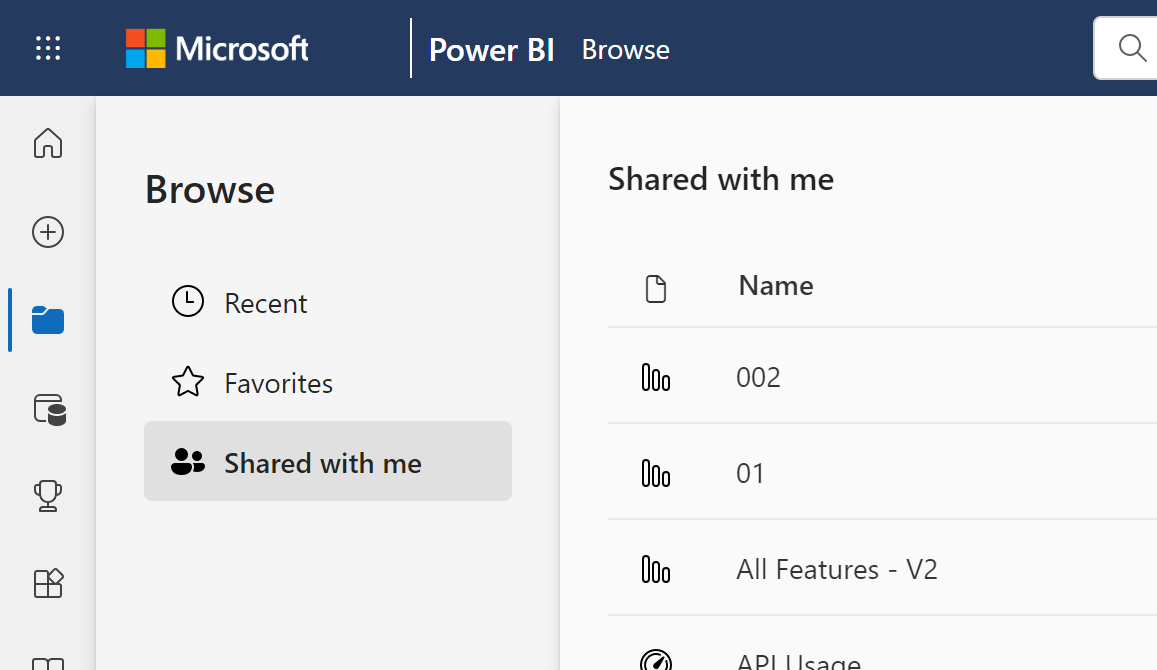 Microsoft
Power BI
Browse
Browse
Recent
Favorites
Shared with me
Shared with me
Name
002
01
All Features - V2
API Usage